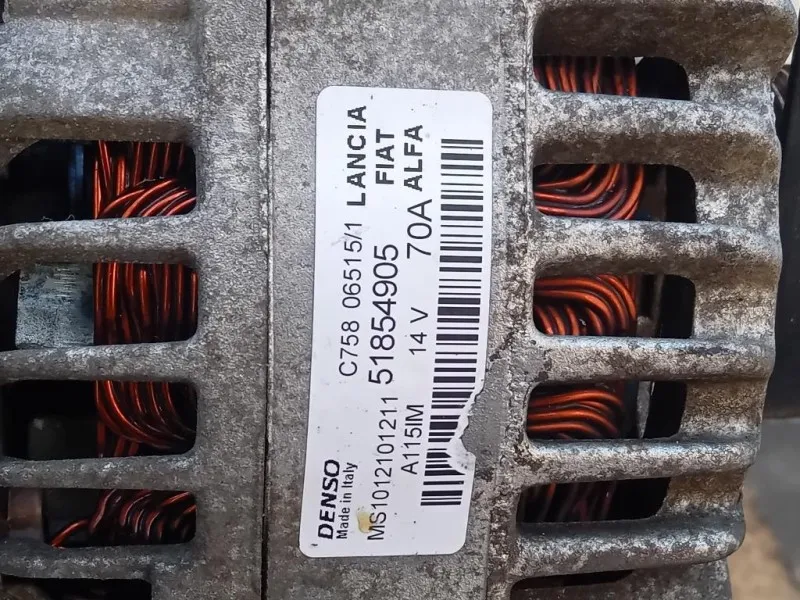 DENSO C758 06515/1 LANCIA
Made in Italy FIAT
MS1012101211 51854905 ALFA
A115IM 14 V 70A